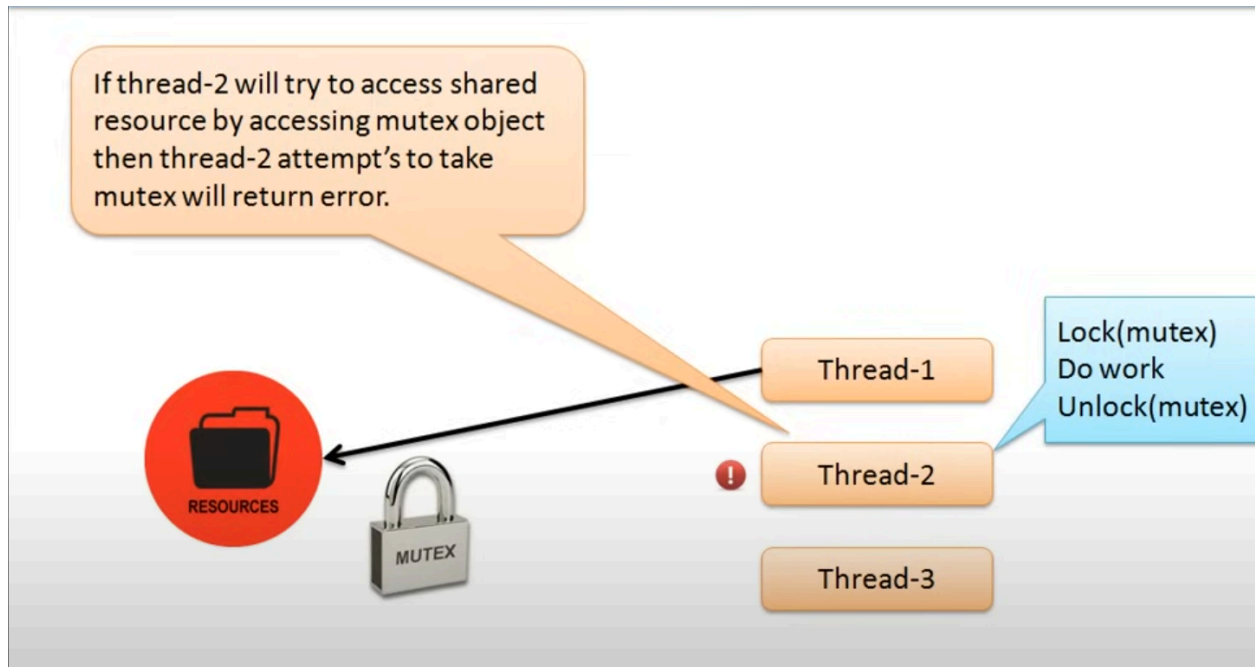 If thread-2 will try to access shared
resource by accessing mutex object
then thread-2 attempt’s to take
mutex will return error.
Lock(mutex)
Do work
Unlock(mutex)
Thread-1
Thread-2
Thread-3
RESOURCES
MUTEX